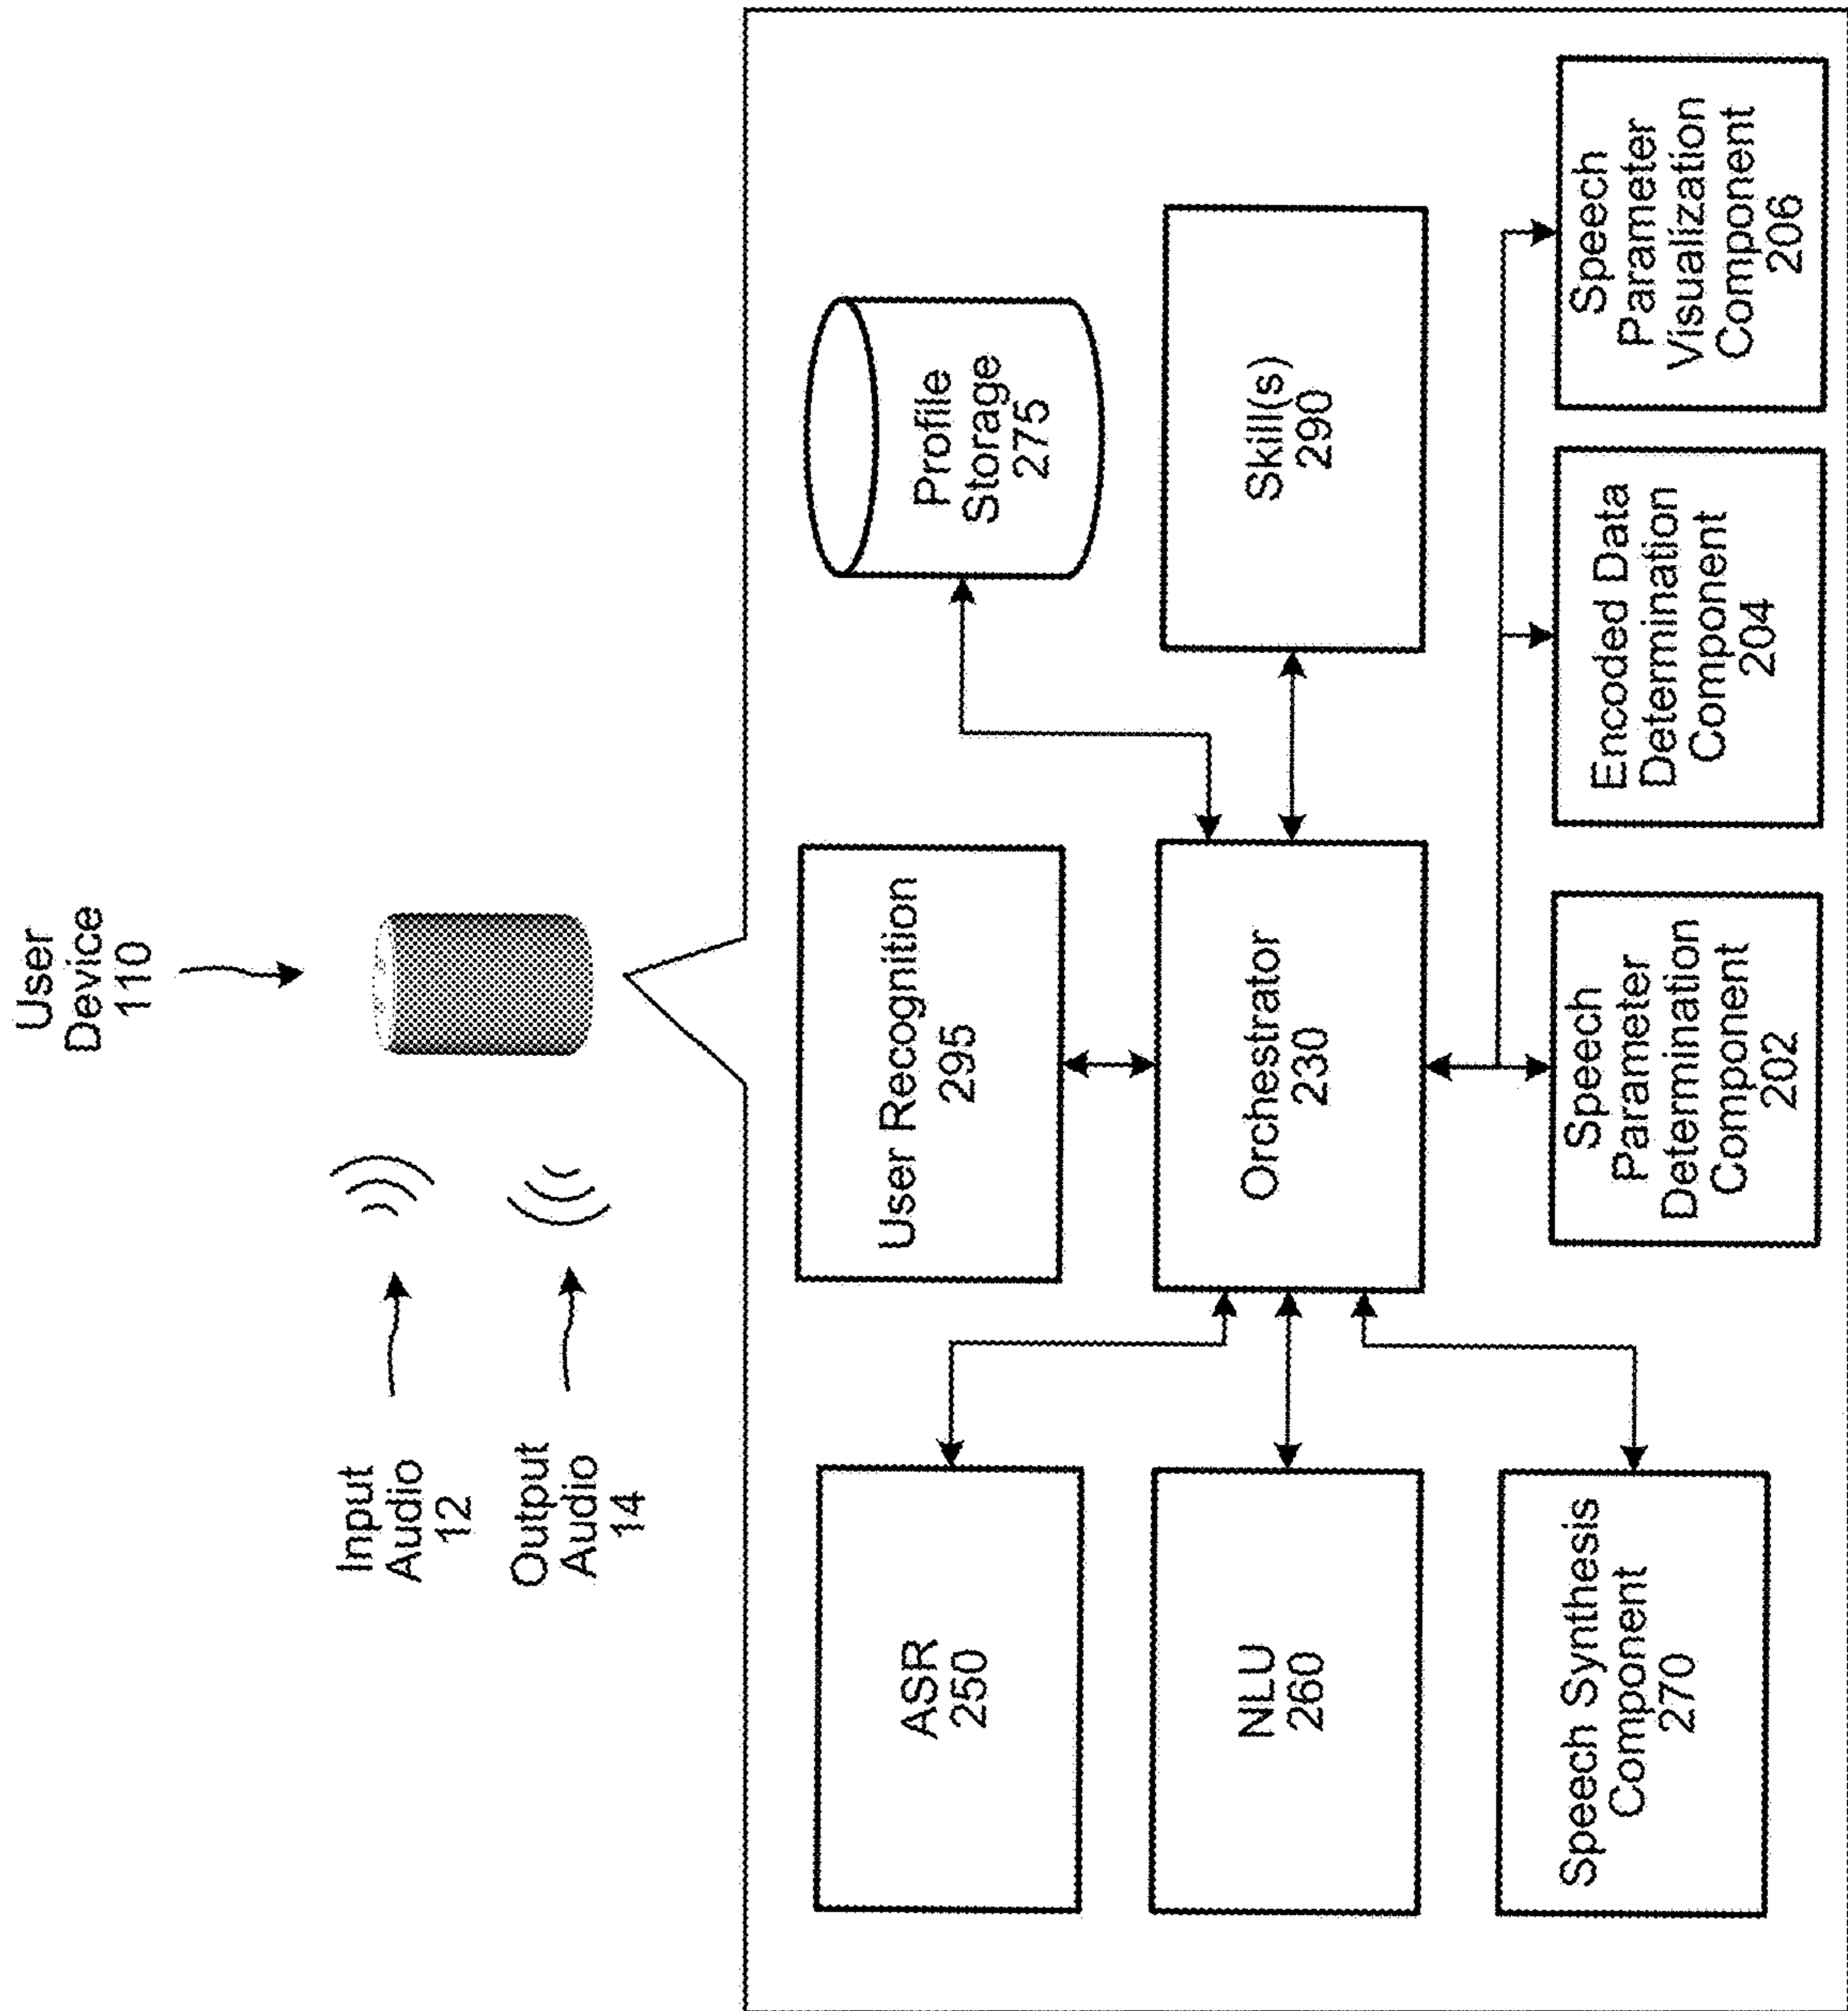 User
Device
110
Input
Audio
12
Output
Audio
14
ASR
250
User Recognition
295
Profile
Storage
275
NLU
260
Orchestrator
230
Skill(s)
290
Speech Synthesis
Component
270
Speech
Parameter
Determination
Component
202
Encoded Data
Determination
Component
204
Speech
Parameter
Visualization
Component
206